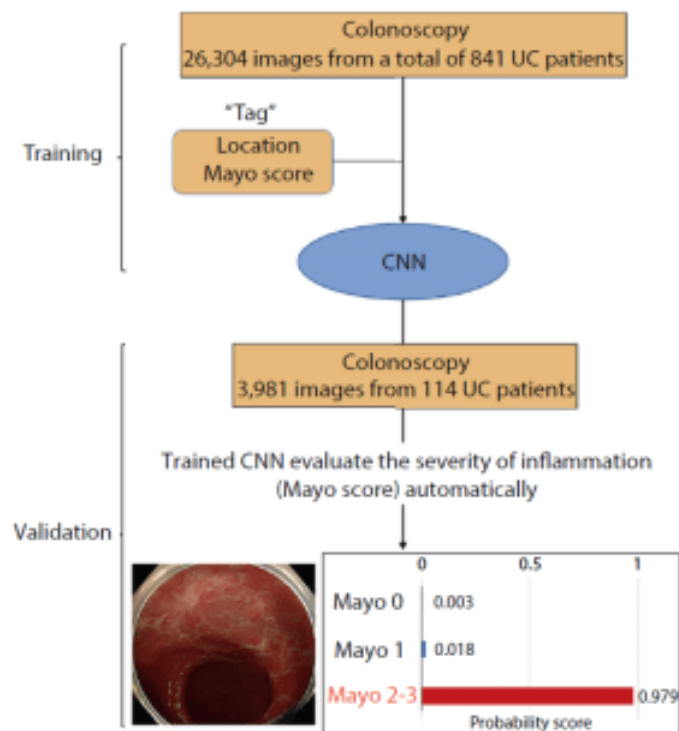 Colonoscopy
26,304 images from a total of 841 UC patients
"Tag"
Location
Mayo score
Training
CNN
Colonoscopy
3,981 images from 114 UC patients
Trained CNN evaluate the severity of inflammation
(Mayo score) automatically
Validation
0 0.5 1
Mayo 0 0.003
Mayo 1 0.018
Mayo 2-3 0.979
Probability score